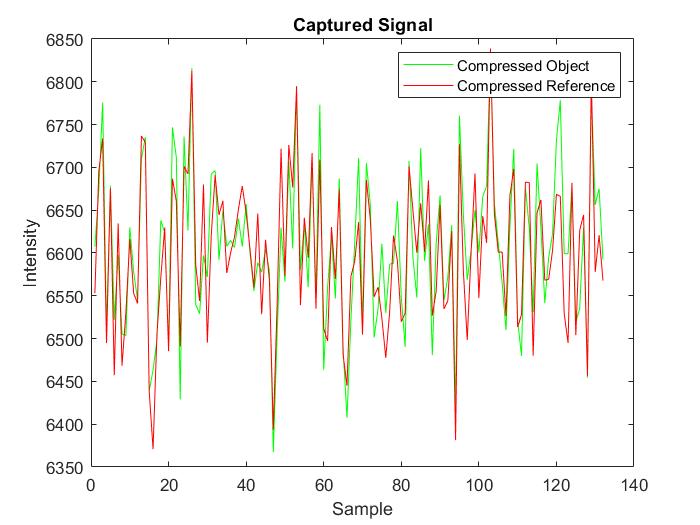 Captured Signal
6850
6800
6750
6700
6650
6600
6550
6500
6450
6400
6350
Intensity
Compressed Object
Compressed Reference
0 20 40 60 80 100 120 140
Sample